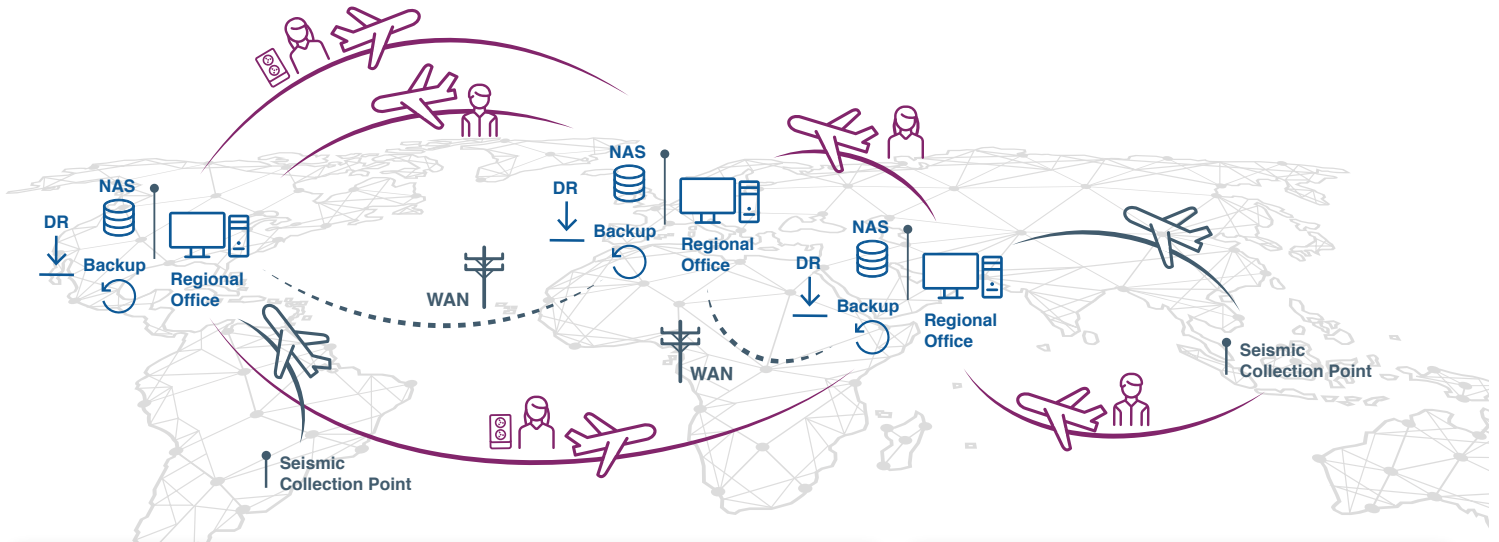 NAS
DR
Backup
Regional
Office
WAN
Seismic
Collection Point
NAS
DR
Backup
Regional
Office
WAN
NAS
DR
Backup
Regional
Office
Seismic
Collection Point